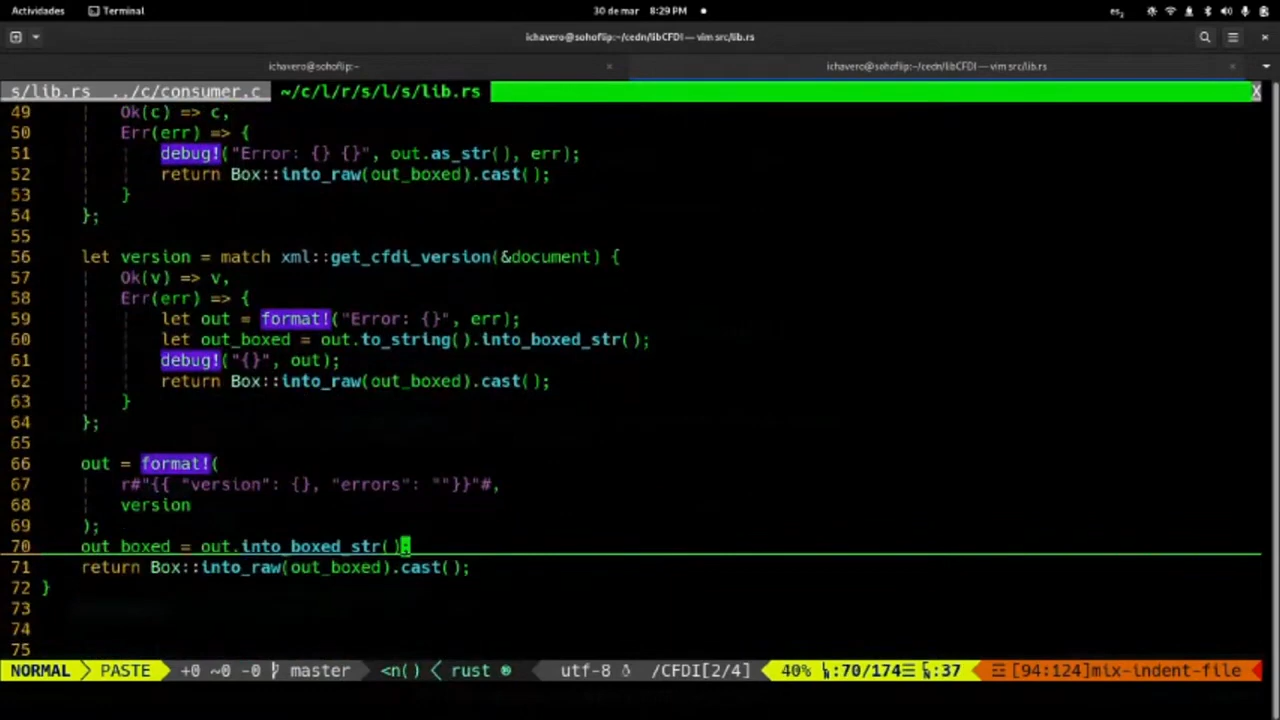 Actividades Terminal 30 de mar 8:29 PM es₂
ichavero@sohoflip:~/cedn/libCFDI — vim src/lib.rs
ichavero@sohoflip:~ × ichavero@sohoflip:~/cedn/libCFDI — vim src/lib.rs ×
s/lib.rs ../c/consumer.c ~/c/l/r/s/l/s/lib.rs X
49 Ok(c) => c,
50 Err(err) => {
51 debug!("Error: {} {}", out.as_str(), err);
52 return Box::into_raw(out_boxed).cast();
53 }
54 };
55
56 let version = match xml::get_cfdi_version(&document) {
57 Ok(v) => v,
58 Err(err) => {
59 let out = format!("Error: {}", err);
60 let out_boxed = out.to_string().into_boxed_str();
61 debug!("{}", out);
62 return Box::into_raw(out_boxed).cast();
63 }
64 };
65
66 out = format!(
67 r#"{{ "version": {}, "errors": ""}}"#,
68 version
69 );
70 out_boxed = out.into_boxed_str();
71 return Box::into_raw(out_boxed).cast();
72 }
73
74
75
NORMAL PASTE +0 ~0 -0 master <n() rust utf-8 /CFDI[2/4] 40% ㏑:70/174☰ ℅:37 ☲ [94:124]mix-indent-file